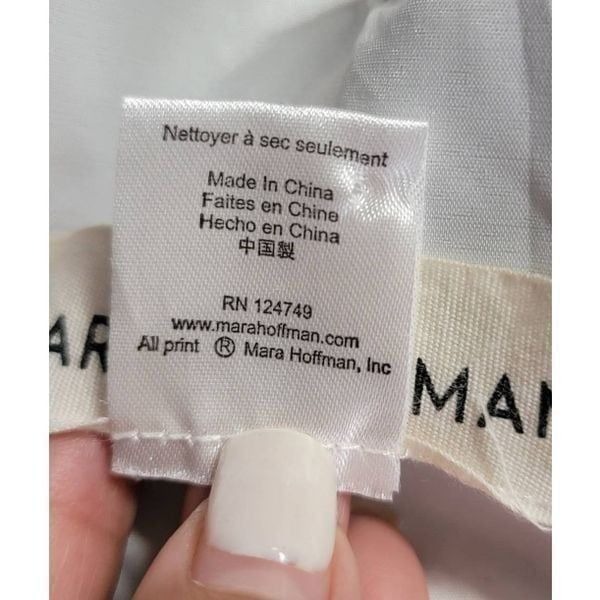 Nettoyer à sec seulement
Made In China
Faites en Chine
Hecho en China
中国製
RN 124749
www.marahoffman.com
All print ® Mara Hoffman, Inc
AR
MAN